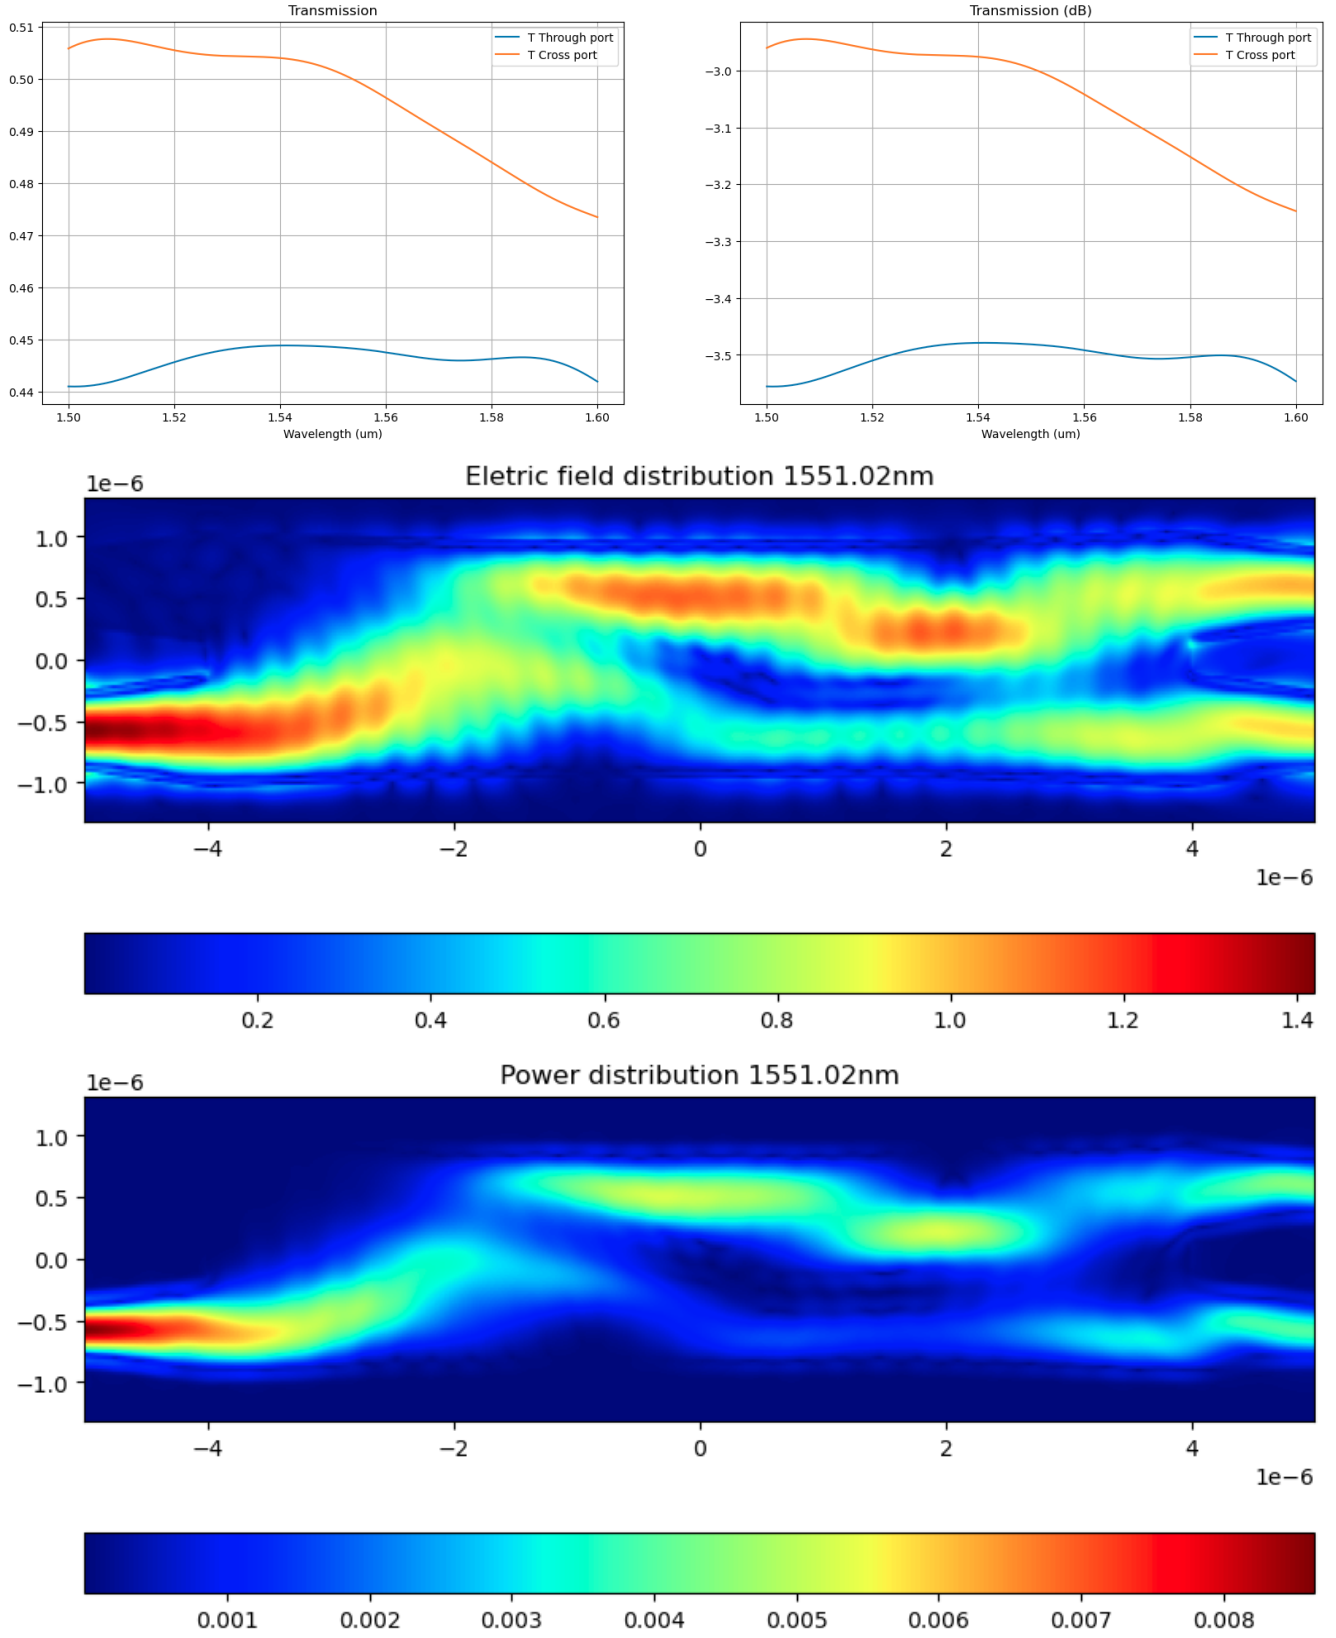 Transmission
0.51
0.50
0.49
0.48
0.47
0.46
0.45
0.44
T Through port
T Cross port
1.50 1.52 1.54 1.56 1.58 1.60
Wavelength (um)
Transmission (dB)
−3.0
−3.1
−3.2
−3.3
−3.4
−3.5
T Through port
T Cross port
1.50 1.52 1.54 1.56 1.58 1.60
Wavelength (um)
Eletric field distribution 1551.02nm
1e−6
1.0
0.5
0.0
−0.5
−1.0
−4 −2 0 2 4
1e−6
0.2 0.4 0.6 0.8 1.0 1.2 1.4
Power distribution 1551.02nm
1e−6
1.0
0.5
0.0
−0.5
−1.0
−4 −2 0 2 4
1e−6
0.001 0.002 0.003 0.004 0.005 0.006 0.007 0.008